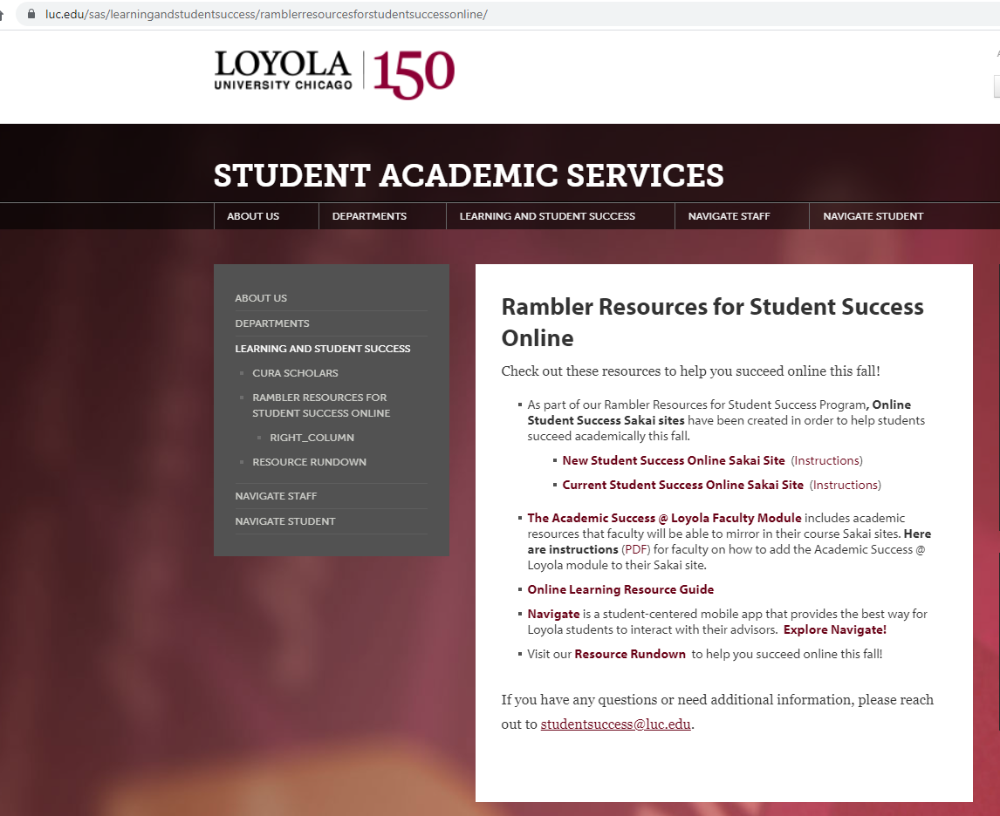 luc.edu/sas/learningandstudentsuccess/ramblerresourcesforstudentsuccessonline/
LOYOLA
UNIVERSITY CHICAGO
150
STUDENT ACADEMIC SERVICES
ABOUT US
DEPARTMENTS
LEARNING AND STUDENT SUCCESS
NAVIGATE STAFF
NAVIGATE STUDENT
ABOUT US
DEPARTMENTS
LEARNING AND STUDENT SUCCESS
CURA SCHOLARS
RAMBLER RESOURCES FOR
STUDENT SUCCESS ONLINE
RIGHT_COLUMN
RESOURCE RUNDOWN
NAVIGATE STAFF
NAVIGATE STUDENT
Rambler Resources for Student Success
Online
Check out these resources to help you succeed online this fall!
As part of our Rambler Resources for Student Success Program, Online
Student Success Sakai sites have been created in order to help students
succeed academically this fall.
New Student Success Online Sakai Site (Instructions)
Current Student Success Online Sakai Site (Instructions)
The Academic Success @ Loyola Faculty Module includes academic
resources that faculty will be able to mirror in their course Sakai sites. Here
are instructions (PDF) for faculty on how to add the Academic Success @
Loyola module to their Sakai site.
Online Learning Resource Guide
Navigate is a student-centered mobile app that provides the best way for
Loyola students to interact with their advisors. Explore Navigate!
Visit our Resource Rundown to help you succeed online this fall!
If you have any questions or need additional information, please reach
out to studentsuccess@luc.edu.